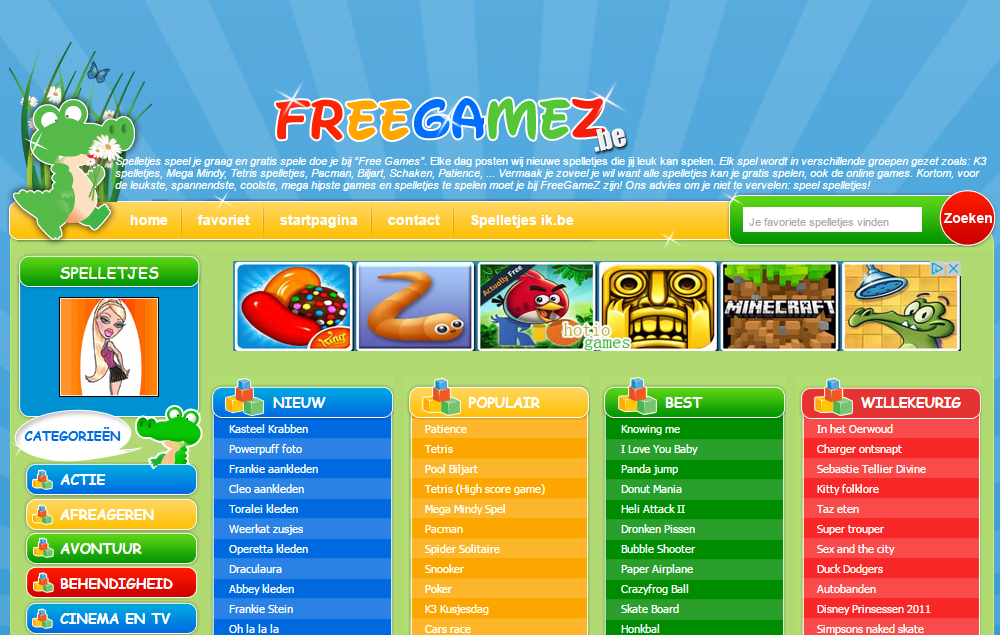 FREEGAMEZ.be
Spelletjes speel je graag en gratis spele doe je bij "Free Games". Elke dag posten wij nieuwe spelletjes die jij leuk kan spelen. Elk spel wordt in verschillende groepen gezet zoals: K3
spelletjes, Mega Mindy, Tetris spelletjes, Pacman, Biljart, Schaken, Patience, ... Vermaak je zoveel je wil want alle spelletjes kan je gratis spelen, ook de online games. Kortom, voor
de leukste, spannendste, coolste, mega hipste games en spelletjes te spelen moet je bij FreeGameZ zijn! Ons advies om je niet te vervelen: speel spelletjes!
home favoriet startpagina contact Spelletjes ik.be
Je favoriete spelletjes vinden
Zoeken
SPELLETJES
king
Actually Free
hotio
games
MINECRAFT
CATEGORIEËN
ACTIE
AFREAGEREN
AVONTUUR
BEHENDIGHEID
CINEMA EN TV
NIEUW
Kasteel Krabben
Powerpuff foto
Frankie aankleden
Cleo aankleden
Toralei kleden
Weerkat zusjes
Operetta kleden
Draculaura
Abbey kleden
Frankie Stein
Oh la la la
POPULAIR
Patience
Tetris
Pool Biljart
Tetris (High score game)
Mega Mindy Spel
Pacman
Spider Solitaire
Snooker
Poker
K3 Kusjesdag
Cars race
BEST
Knowing me
I Love You Baby
Panda jump
Donut Mania
Heli Attack II
Dronken Pissen
Bubble Shooter
Paper Airplane
Crazyfrog Ball
Skate Board
Honkbal
WILLEKEURIG
In het Oerwoud
Charger ontsnapt
Sebastie Tellier Divine
Kitty folklore
Taz eten
Super trouper
Sex and the city
Duck Dodgers
Autobanden
Disney Prinsessen 2011
Simpsons naked skate